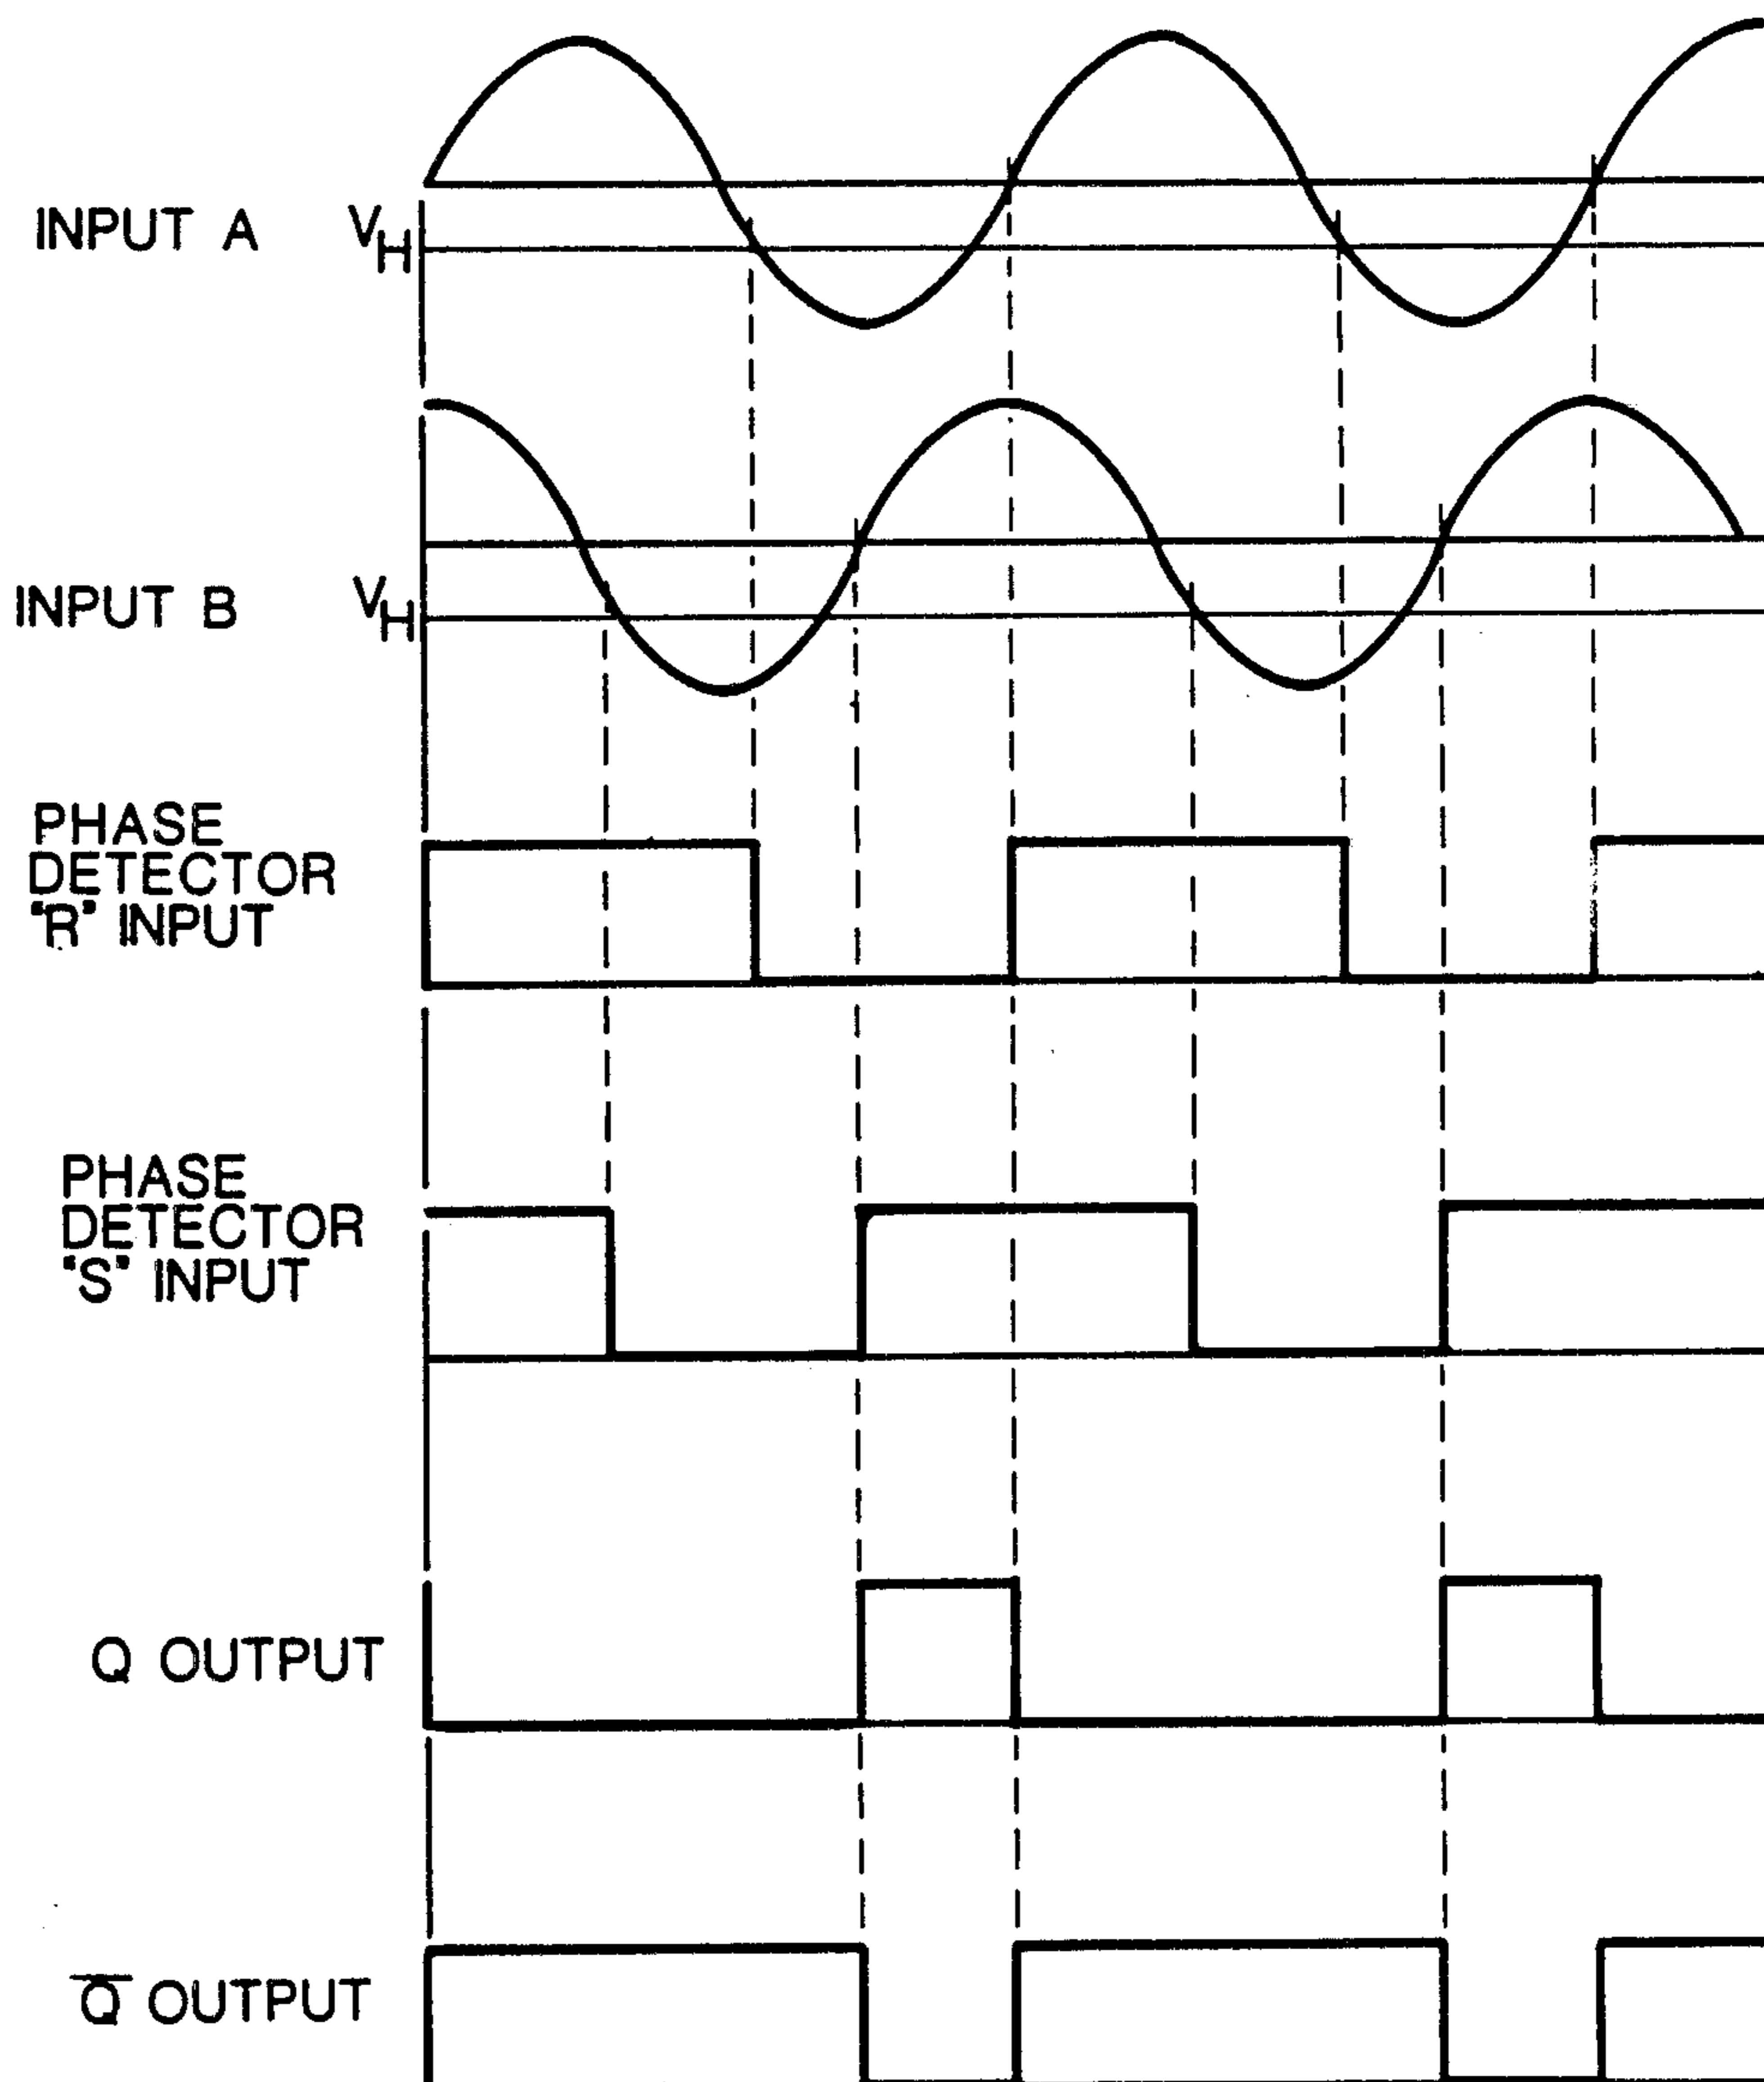 INPUT A
VH
INPUT B
VH
PHASE
DETECTOR
"R" INPUT
PHASE
DETECTOR
"S" INPUT
Q OUTPUT
Q̅ OUTPUT